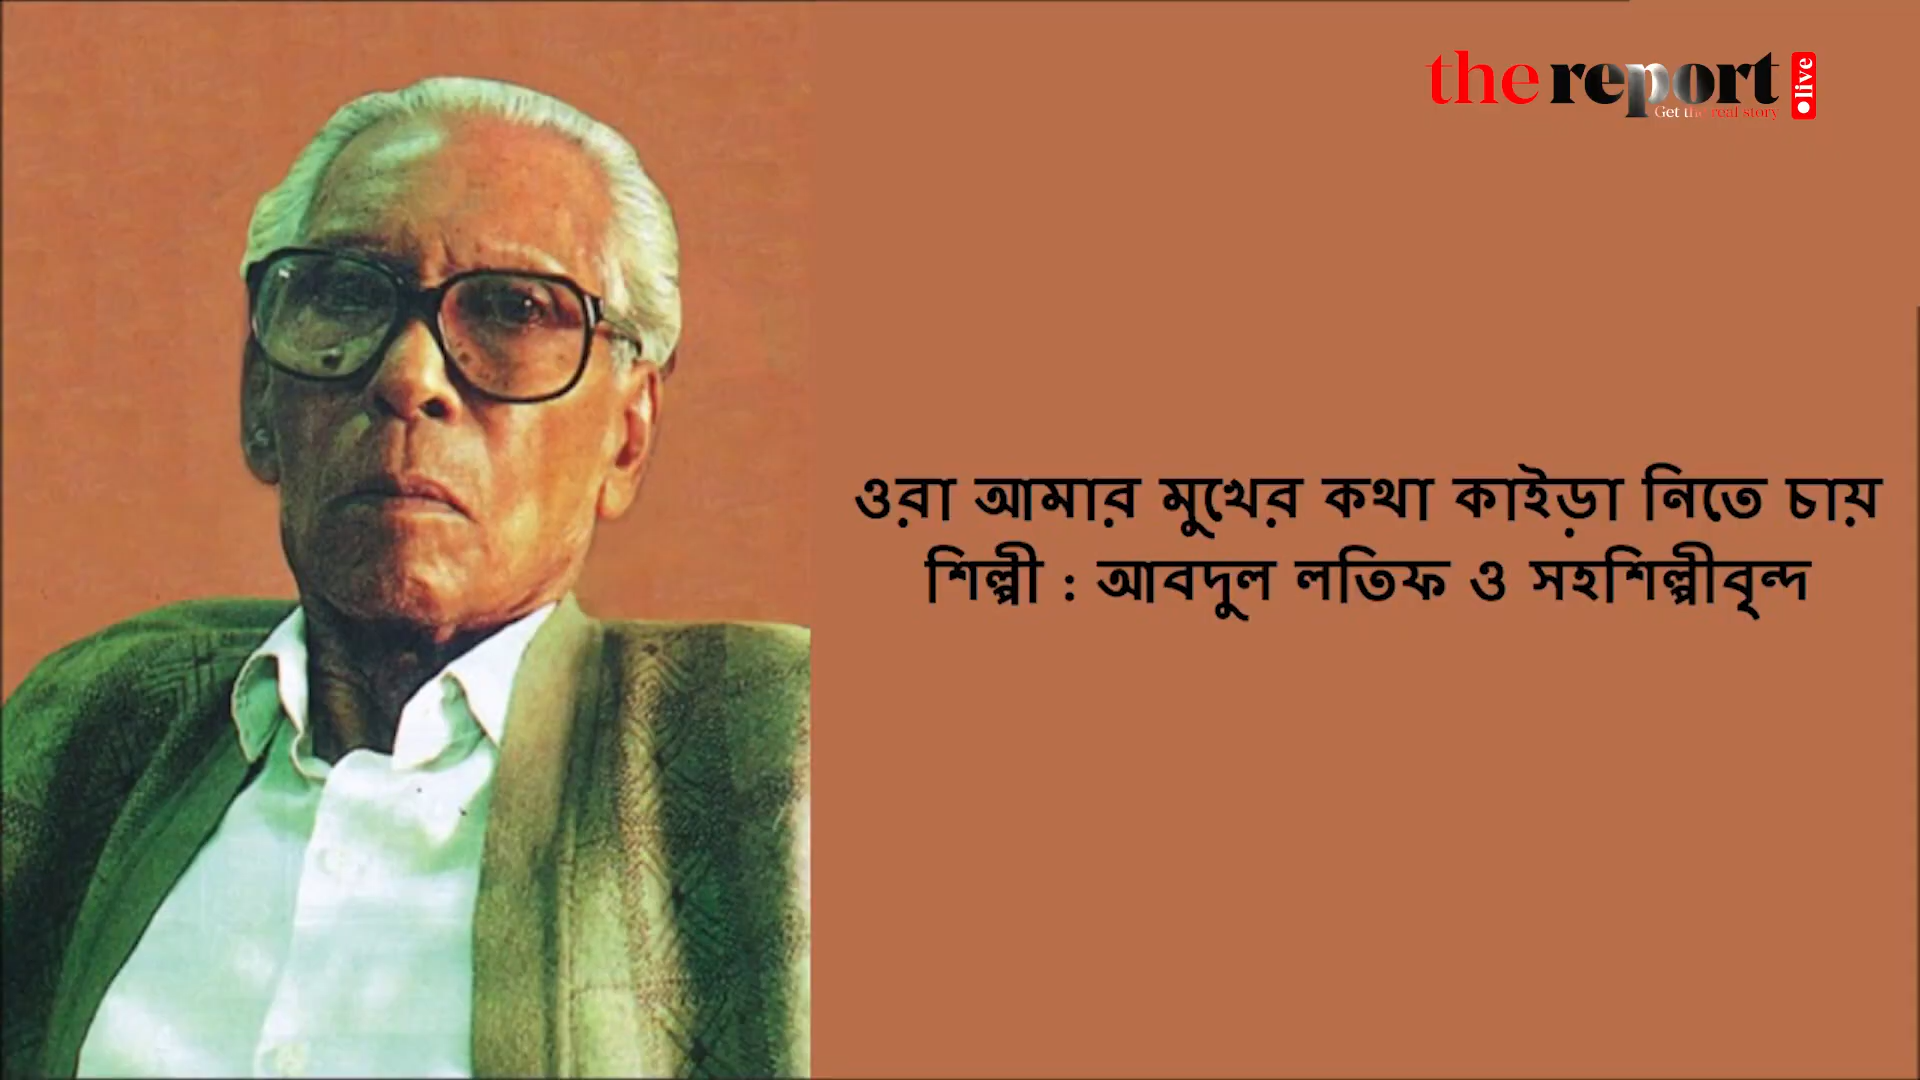 the report live
Get the real story
ওরা আমার মুখের কথা কাইড়া নিতে চায়
শিল্পী : আবদুল লতিফ ও সহশিল্পীবৃন্দ